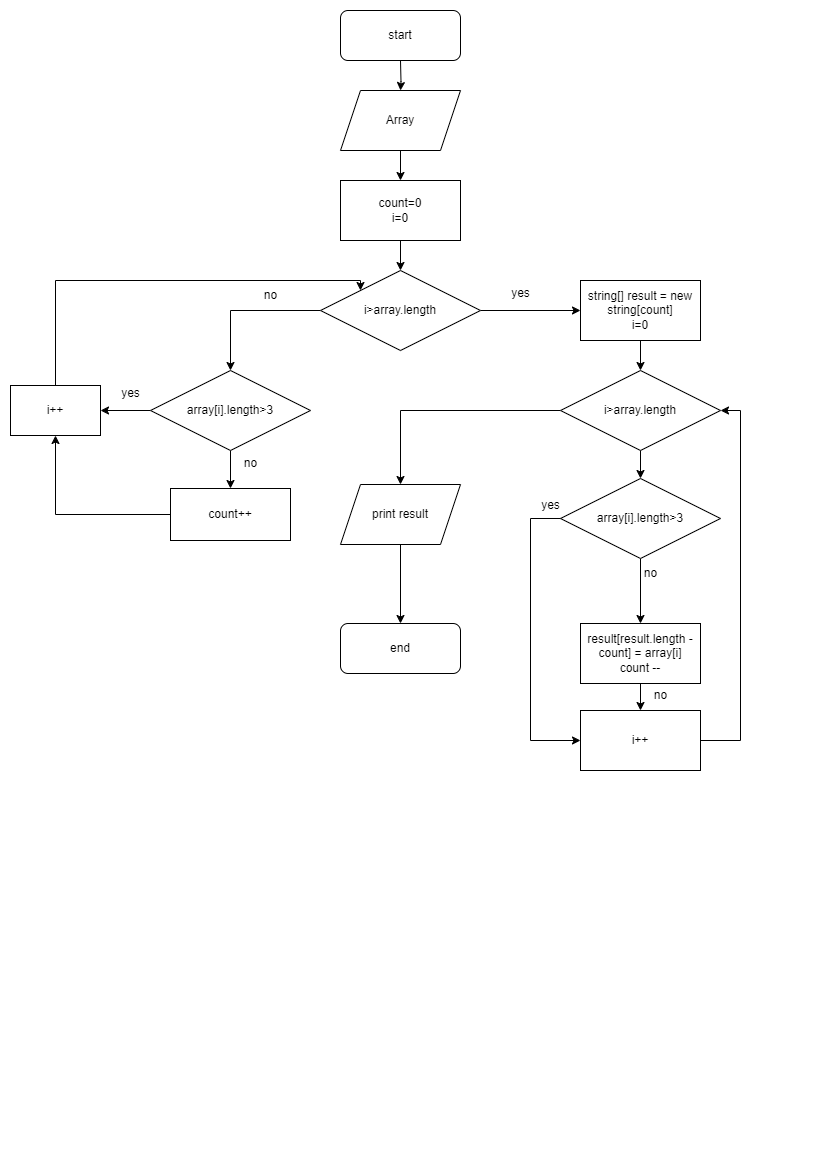 start
Array
count=0
i=0
i>array.length
no
yes
string[] result = new
string[count]
i=0
array[i].length>3
yes
i++
no
count++
i>array.length
print result
end
array[i].length>3
yes
no
result[result.length -
count] = array[i]
count --
no
i++